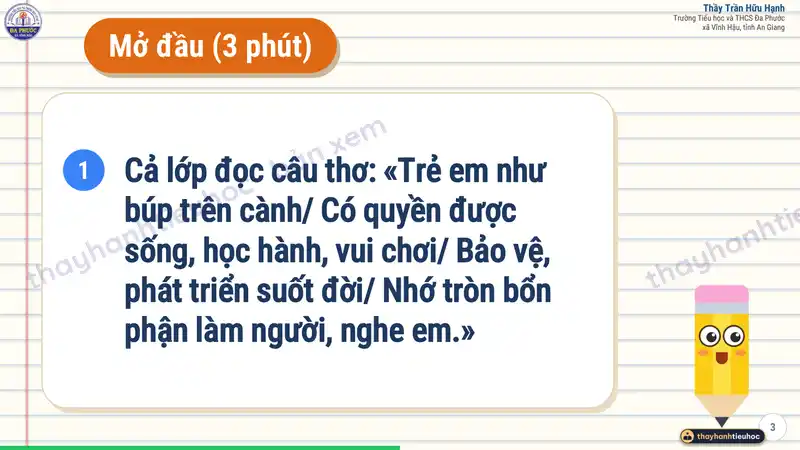 Thầy Trần Hữu Hạnh
Trường Tiểu học và THCS Đa Phước
xã Vĩnh Hậu, tỉnh An Giang
ĐA PHƯỚC
Mở đầu (3 phút)
1
Cả lớp đọc câu thơ: «Trẻ em như
búp trên cành/ Có quyền được
sống, học hành, vui chơi/ Bảo vệ,
phát triển suốt đời/ Nhớ tròn bổn
phận làm người, nghe em.»
thayhanhtieuhoc
3